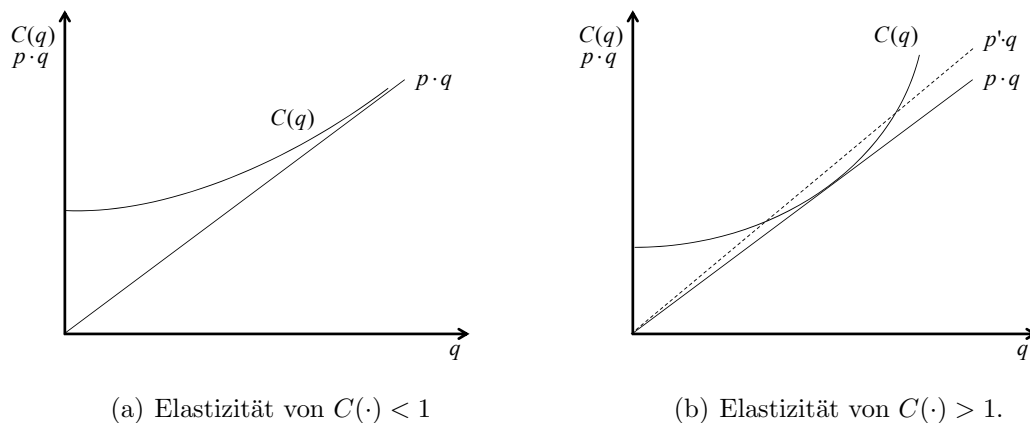 C(q)
p · q
C(q)
p · q
q
(a) Elastizität von C(·) < 1
C(q)
p · q
C(q)
p'·q
p · q
q
(b) Elastizität von C(·) > 1.